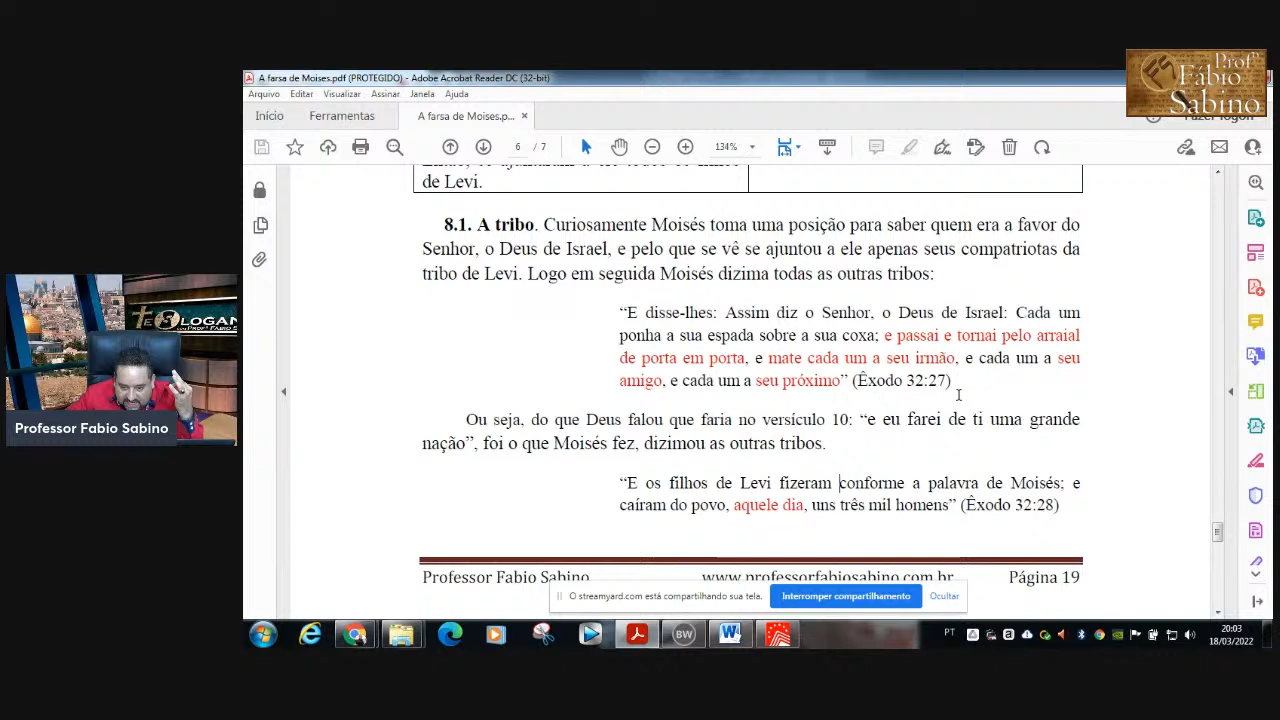 Profº
Fábio
Sabino
A farsa de Moises.pdf (PROTEGIDO) - Adobe Acrobat Reader DC (32-bit)
Arquivo Editar Visualizar Assinar Janela Ajuda
Início Ferramentas A farsa de Moises.p... ×
6 / 7 134%
de Levi.
8.1. A tribo. Curiosamente Moisés toma uma posição para saber quem era a favor do
Senhor, o Deus de Israel, e pelo que se vê se ajuntou a ele apenas seus compatriotas da
tribo de Levi. Logo em seguida Moisés dizima todas as outras tribos:
“E disse-lhes: Assim diz o Senhor, o Deus de Israel: Cada um
ponha a sua espada sobre a sua coxa; e passai e tornai pelo arraial
de porta em porta, e mate cada um a seu irmão, e cada um a seu
amigo, e cada um a seu próximo” (Êxodo 32:27)
Ou seja, do que Deus falou que faria no versículo 10: “e eu farei de ti uma grande
nação”, foi o que Moisés fez, dizimou as outras tribos.
“E os filhos de Levi fizeram conforme a palavra de Moisés; e
caíram do povo, aquele dia, uns três mil homens” (Êxodo 32:28)
Professor Fabio Sabino www.professorfabiosabino.com.br Página 19
O streamyard.com está compartilhando sua tela. Interromper compartilhamento Ocultar
Professor Fabio Sabino
BW
PT
20:03
18/03/2022